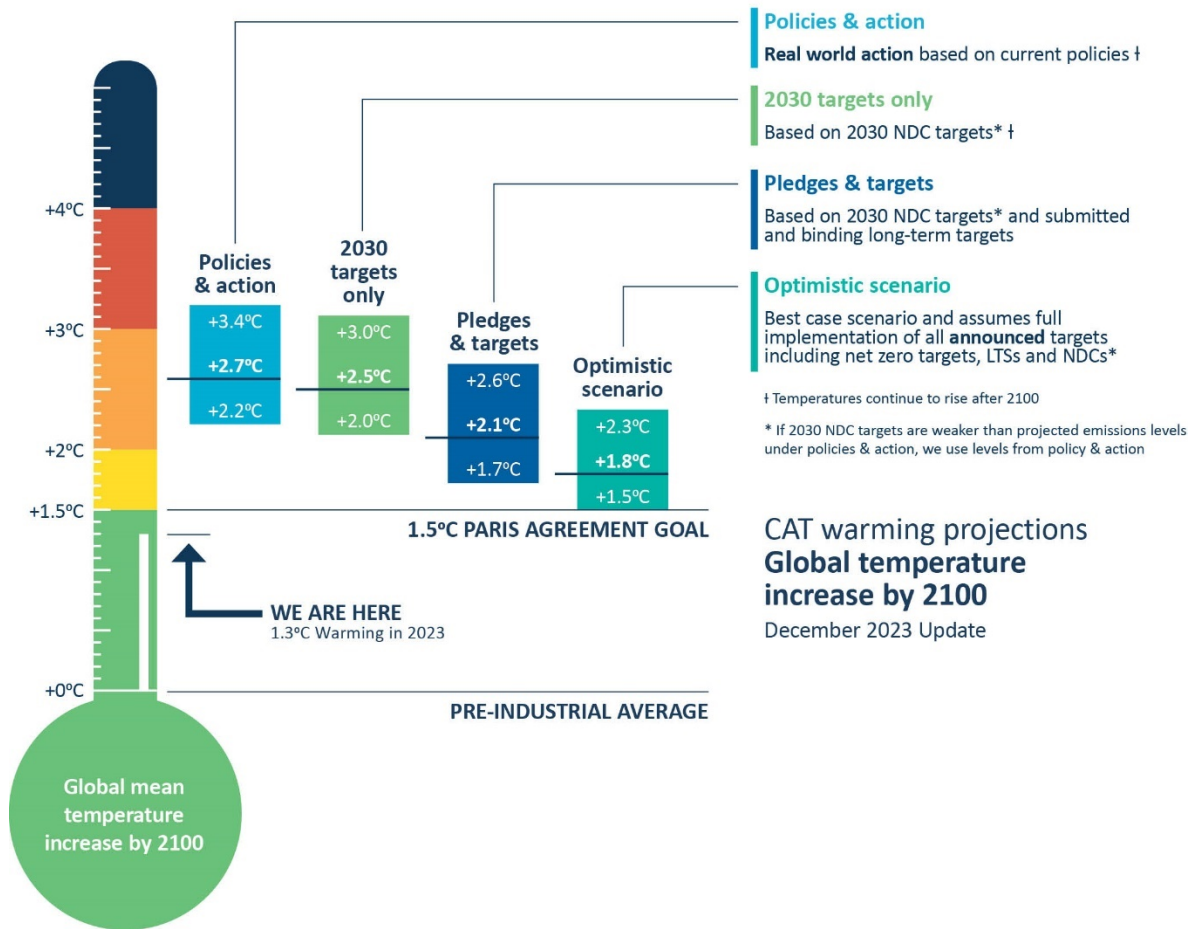 Policies & action
Real world action based on current policies ƚ
2030 targets only
Based on 2030 NDC targets* ƚ
Pledges & targets
Based on 2030 NDC targets* and submitted
and binding long-term targets
Optimistic scenario
Best case scenario and assumes full
implementation of all announced targets
including net zero targets, LTSs and NDCs*
ƚ Temperatures continue to rise after 2100
* If 2030 NDC targets are weaker than projected emissions levels
under policies & action, we use levels from policy & action
+4ºC
+3ºC
+2ºC
+1.5ºC
+0ºC
Policies
& action
+3.4ºC
+2.7ºC
+2.2ºC
2030
targets
only
+3.0ºC
+2.5ºC
+2.0ºC
Pledges
& targets
+2.6ºC
+2.1ºC
+1.7ºC
Optimistic
scenario
+2.3ºC
+1.8ºC
+1.5ºC
1.5ºC PARIS AGREEMENT GOAL
WE ARE HERE
1.3ºC Warming in 2023
PRE-INDUSTRIAL AVERAGE
CAT warming projections
Global temperature
increase by 2100
December 2023 Update
Global mean
temperature
increase by 2100